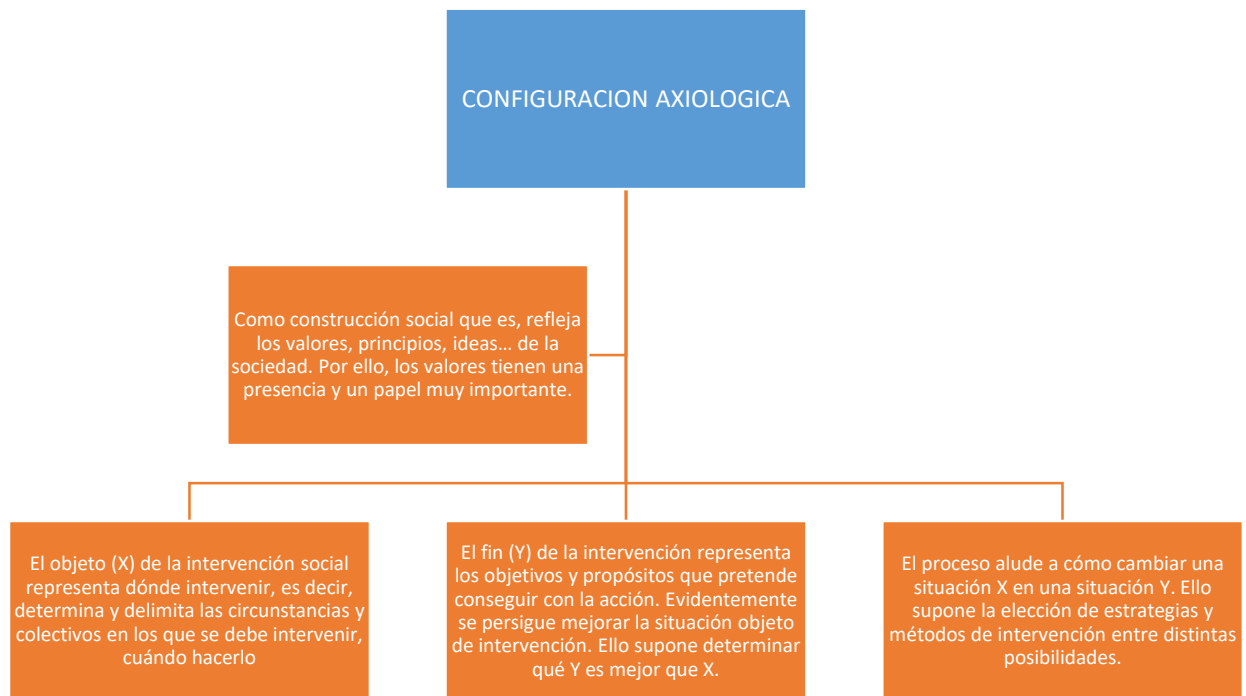 CONFIGURACION AXIOLOGICA
Como construcción social que es, refleja
los valores, principios, ideas... de la
sociedad. Por ello, los valores tienen una
presencia y un papel muy importante.
El objeto (X) de la intervención social
representa dónde intervenir, es decir,
determina y delimita las circunstancias y
colectivos en los que se debe intervenir,
cuándo hacerlo
El fin (Y) de la intervención representa
los objetivos y propósitos que pretende
conseguir con la acción. Evidentemente
se persigue mejorar la situación objeto
de intervención. Ello supone determinar
qué Y es mejor que X.
El proceso alude a cómo cambiar una
situación X en una situación Y. Ello
supone la elección de estrategias y
métodos de intervención entre distintas
posibilidades.